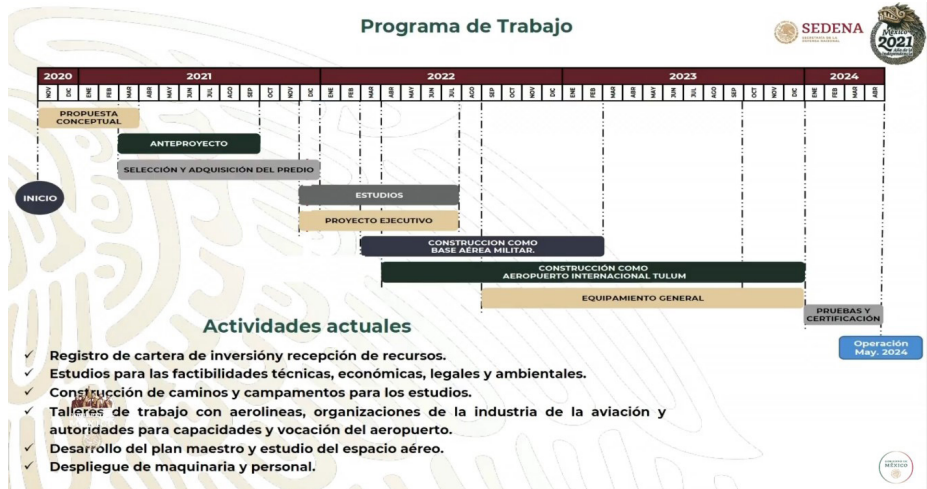 Programa de Trabajo
SEDENA
SECRETARÍA DE LA
DEFENSA NACIONAL
México
2021
Año de la
Independencia
2020 2021 2022 2023 2024
NOV DIC ENE FEB MAR ABR MAY JUN JUL AGO SEP OCT NOV DIC ENE FEB MAR ABR MAY JUN JUL AGO SEP OCT NOV DIC ENE FEB MAR ABR MAY JUN JUL AGO SEP OCT NOV DIC ENE FEB MAR ABR
PROPUESTA
CONCEPTUAL
ANTEPROYECTO
SELECCIÓN Y ADQUISICIÓN DEL PREDIO
INICIO
ESTUDIOS
PROYECTO EJECUTIVO
CONSTRUCCION COMO
BASE AÉREA MILITAR.
CONSTRUCCIÓN COMO
AEROPUERTO INTERNACIONAL TULUM
EQUIPAMIENTO GENERAL
PRUEBAS Y
CERTIFICACIÓN
Operación
May. 2024
Actividades actuales
✓ Registro de cartera de inversióny recepción de recursos.
✓ Estudios para las factibilidades técnicas, económicas, legales y ambientales.
✓ Construcción de caminos y campamentos para los estudios.
✓ Talleres de trabajo con aerolineas, organizaciones de la industria de la aviación y
autoridades para capacidades y vocación del aeropuerto.
✓ Desarrollo del plan maestro y estudio del espacio aéreo.
✓ Despliegue de maquinaria y personal.
MÉXICO